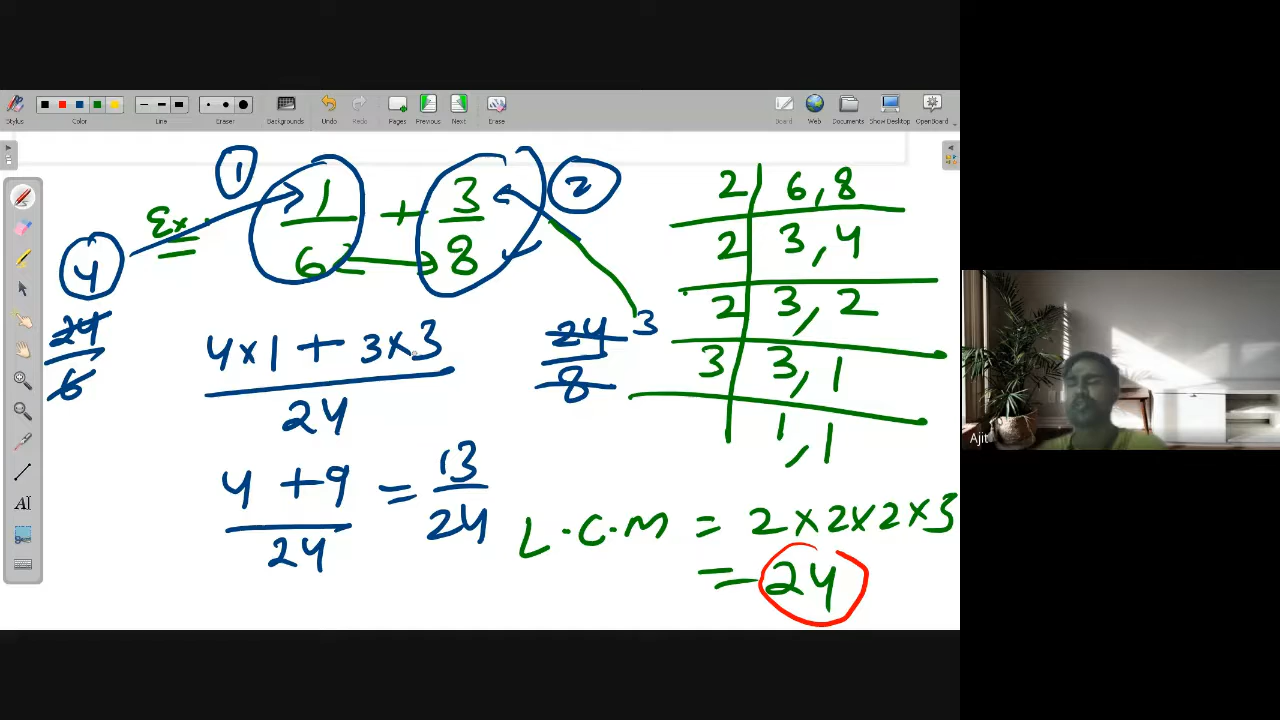 Stylus
Color
Line
Eraser
Backgrounds
Undo
Redo
Pages
Previous
Next
Erase
Board
Web
Documents
Show Desktop
OpenBoard
Ex
1
1/6 + 3/8
2
4
24/6
4×1 + 3×3 / 24
24/8 3
4 + 9 / 24 = 13/24
2 | 6, 8
2 | 3, 4
2 | 3, 2
3 | 3, 1
1, 1
L.C.M = 2×2×2×3
= 24
Ajit